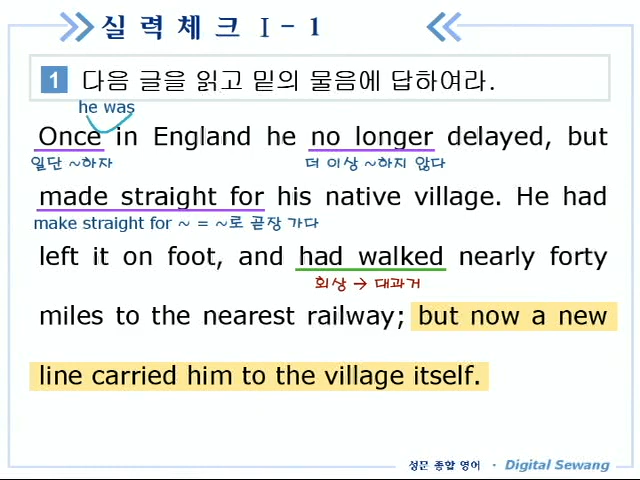 실력체크 I - 1
1 다음 글을 읽고 밑의 물음에 답하여라.
he was
Once in England he no longer delayed, but
일단 ~하자 더 이상 ~하지 않다
made straight for his native village. He had
make straight for ~ = ~로 곧장 가다
left it on foot, and had walked nearly forty
회상 → 대과거
miles to the nearest railway; but now a new
line carried him to the village itself.
성문 종합 영어 · Digital Sewang